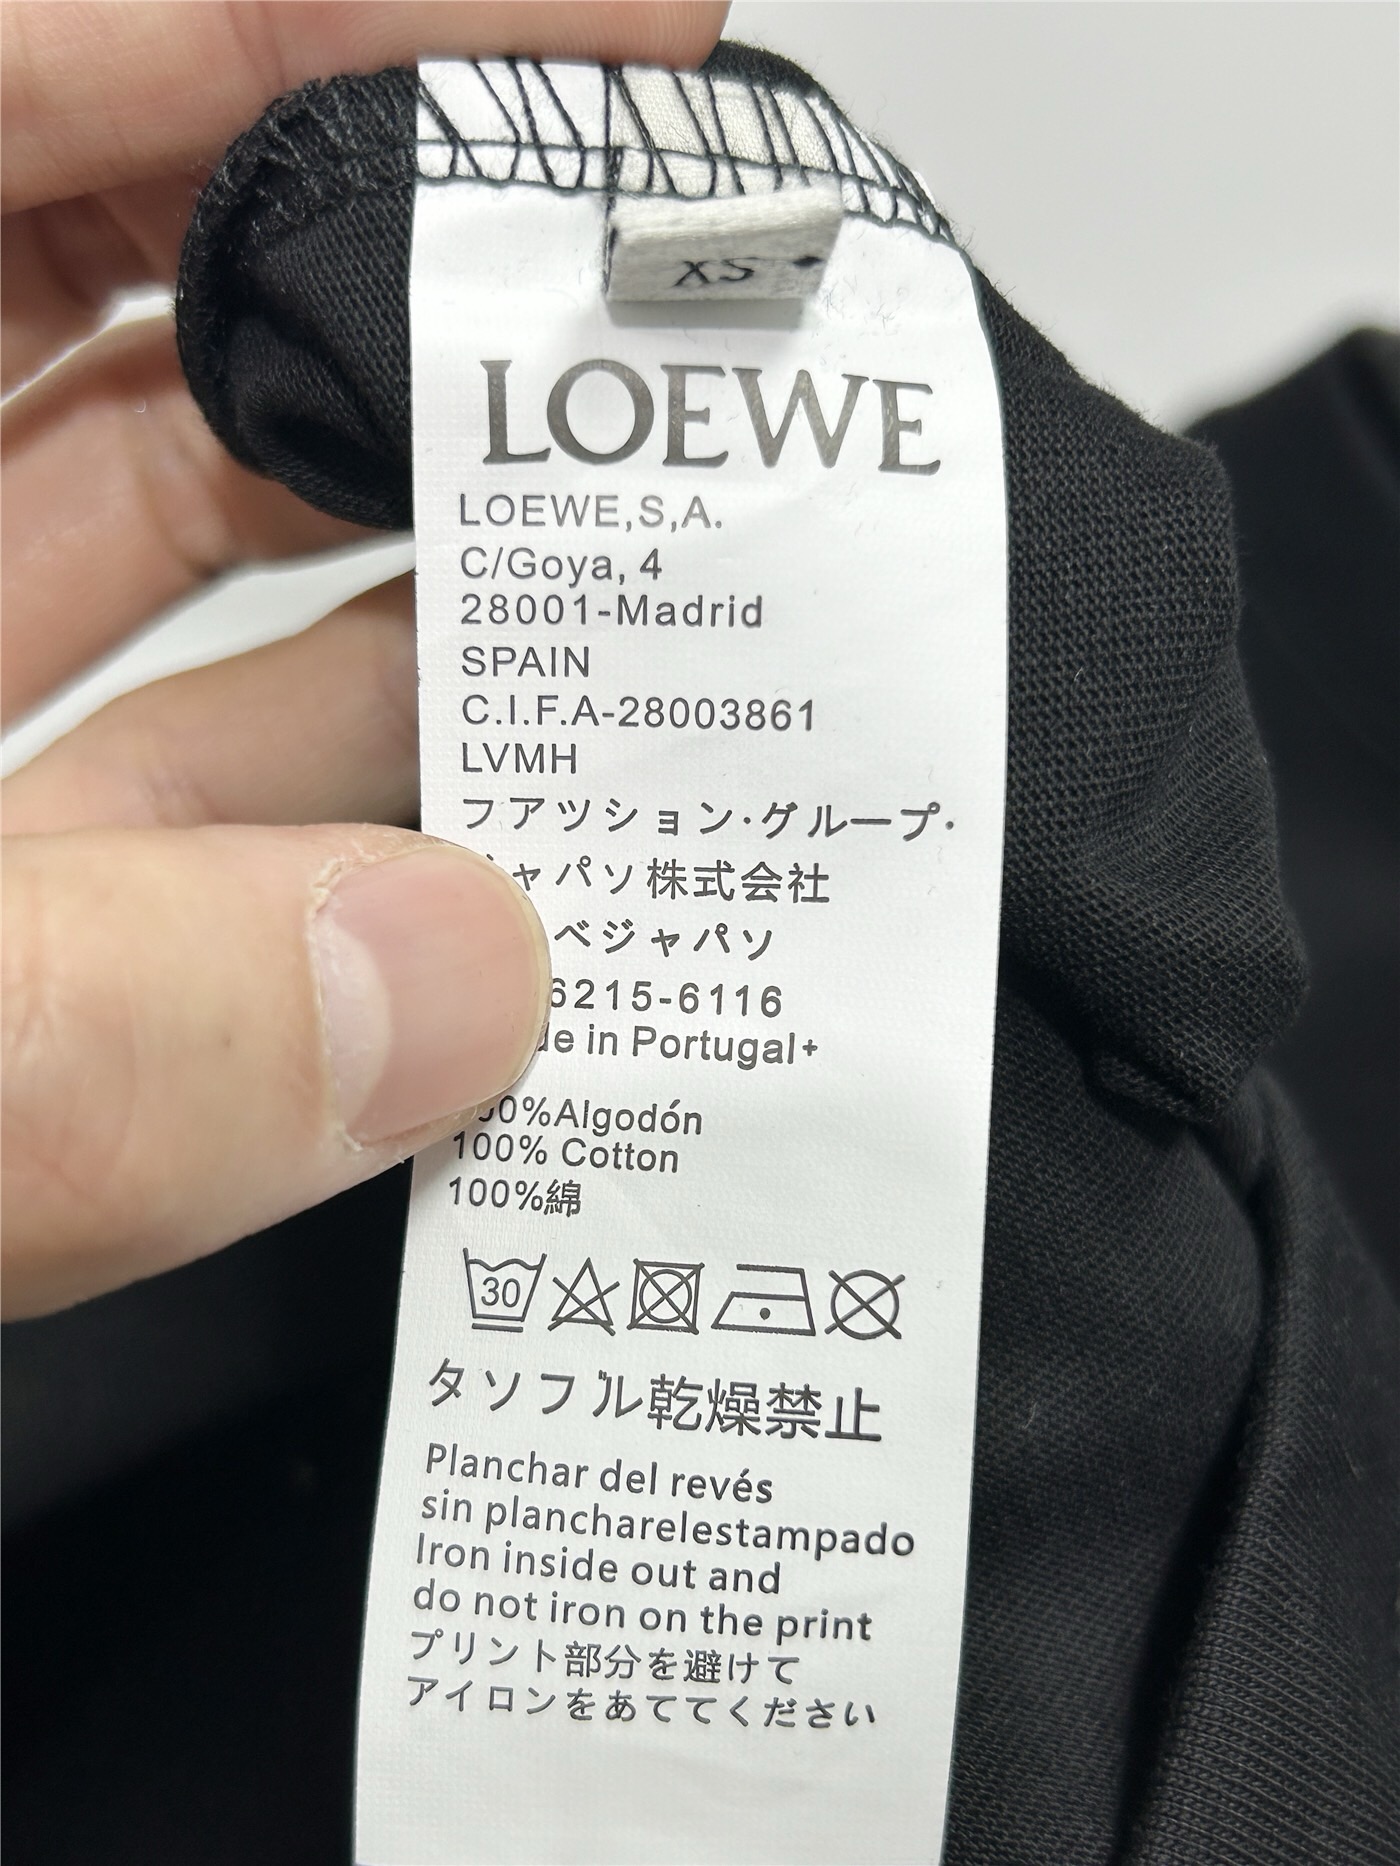 XS
LOEWE
LOEWE,S,A.
C/Goya, 4
28001-Madrid
SPAIN
C.I.F.A-28003861
LVMH
フアツション·グループ·
ャパソ株式会社
ベジャパソ
6215-6116
de in Portugal+
00%Algodón
100% Cotton
100%綿
30
タソフル乾燥禁止
Planchar del revés
sin plancharelestampado
Iron inside out and
do not iron on the print
プリント部分を避けて
アイロンをあててください